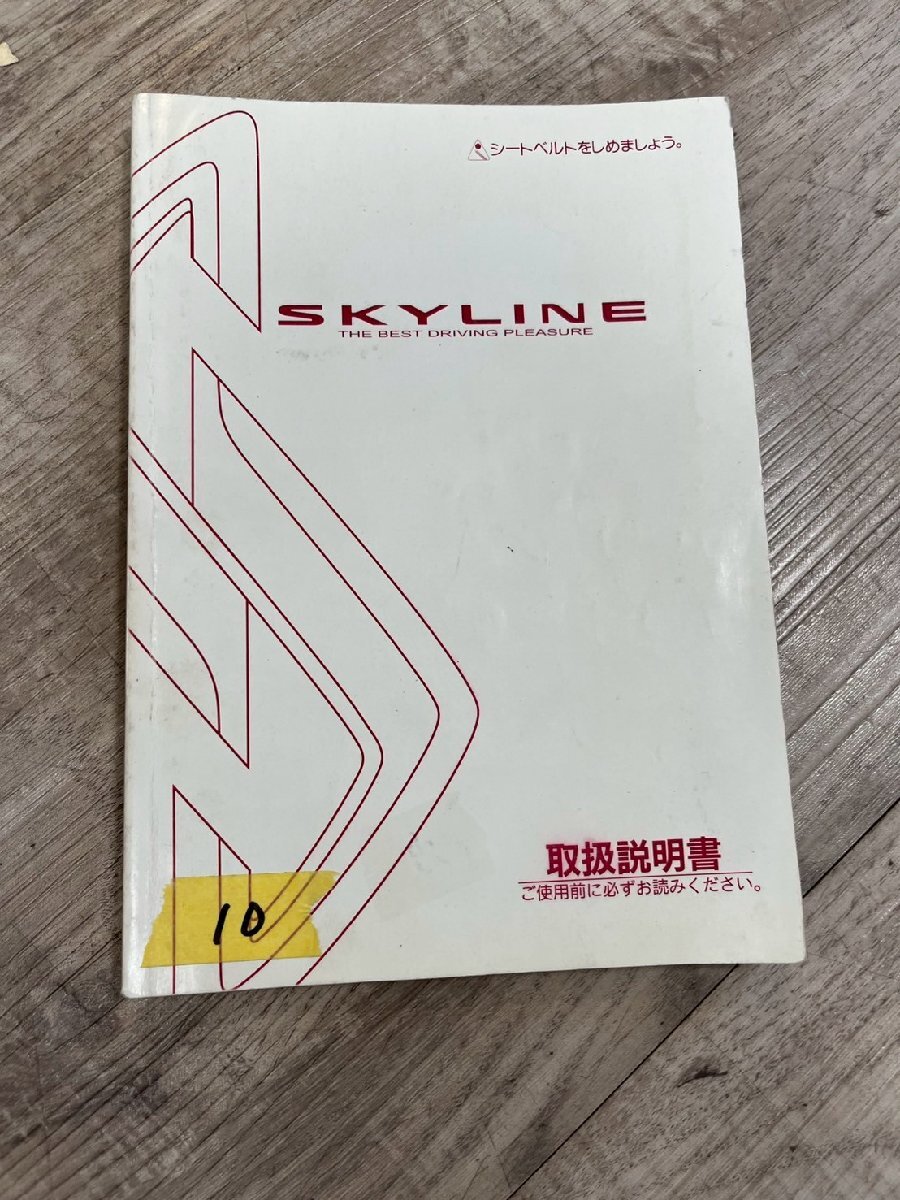 シートベルトをしめましょう。
SKYLINE
THE BEST DRIVING PLEASURE
取扱説明書
ご使用前に必ずお読みください。
10